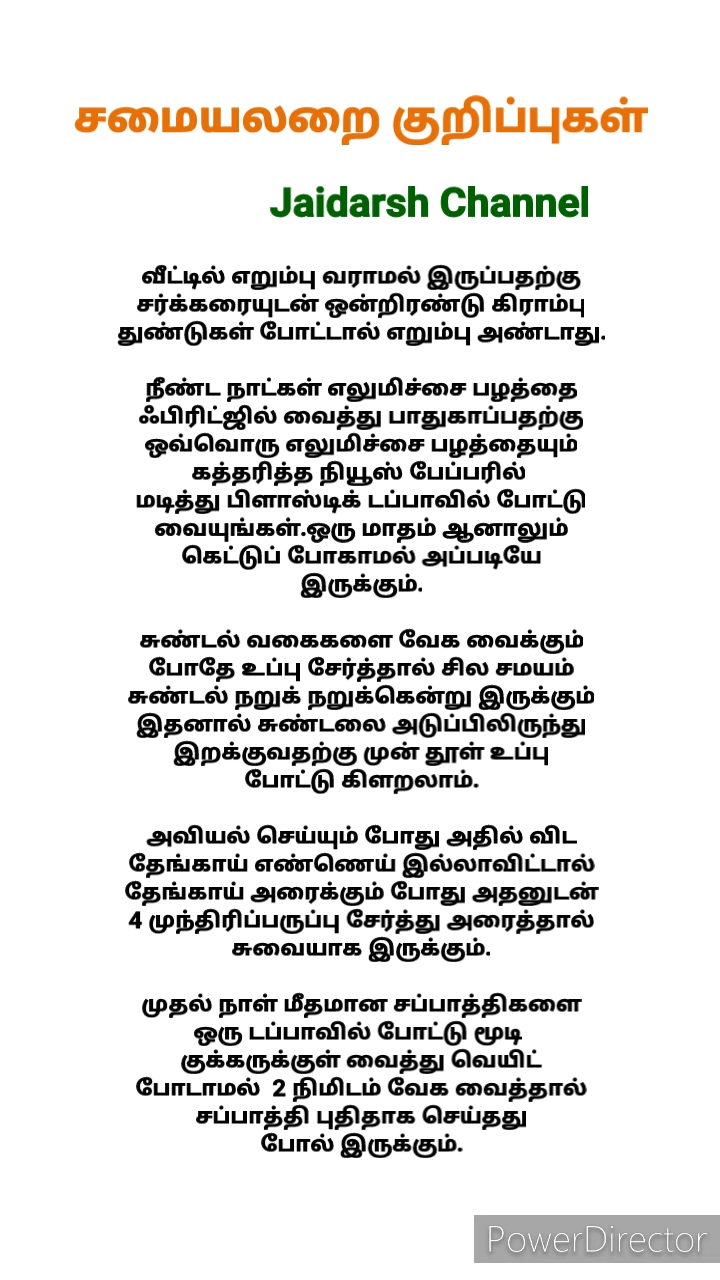 சமையலறை குறிப்புகள்
Jaidarsh Channel
வீட்டில் எறும்பு வராமல் இருப்பதற்கு
சர்க்கரையுடன் ஒன்றிரண்டு கிராம்பு
துண்டுகள் போட்டால் எறும்பு அண்டாது.
நீண்ட நாட்கள் எலுமிச்சை பழத்தை
ஃபிரிட்ஜில் வைத்து பாதுகாப்பதற்கு
ஒவ்வொரு எலுமிச்சை பழத்தையும்
கத்தரித்த நியூஸ் பேப்பரில்
மடித்து பிளாஸ்டிக் டப்பாவில் போட்டு
வையுங்கள்.ஒரு மாதம் ஆனாலும்
கெட்டுப் போகாமல் அப்படியே
இருக்கும்.
சுண்டல் வகைகளை வேக வைக்கும்
போதே உப்பு சேர்த்தால் சில சமயம்
சுண்டல் நறுக் நறுக்கென்று இருக்கும்
இதனால் சுண்டலை அடுப்பிலிருந்து
இறக்குவதற்கு முன் தூள் உப்பு
போட்டு கிளறலாம்.
அவியல் செய்யும் போது அதில் விட
தேங்காய் எண்ணெய் இல்லாவிட்டால்
தேங்காய் அரைக்கும் போது அதனுடன்
4 முந்திரிப்பருப்பு சேர்த்து அரைத்தால்
சுவையாக இருக்கும்.
முதல் நாள் மீதமான சப்பாத்திகளை
ஒரு டப்பாவில் போட்டு மூடி
குக்கருக்குள் வைத்து வெயிட்
போடாமல்  2 நிமிடம் வேக வைத்தால்
சப்பாத்தி புதிதாக செய்தது
போல் இருக்கும்.
PowerDirector